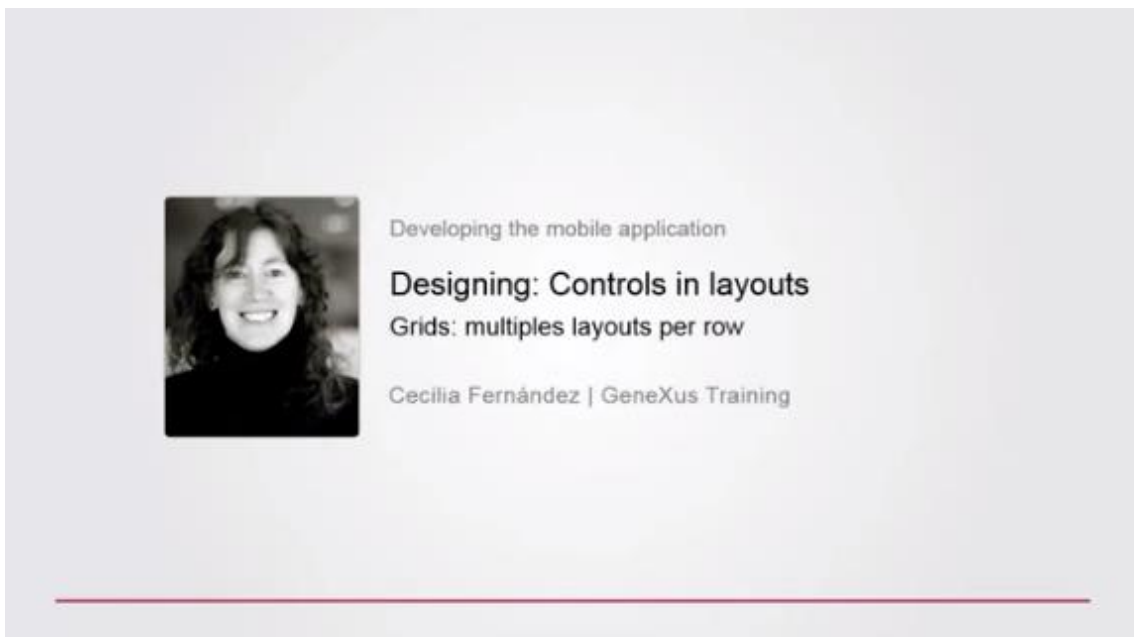 Developing the mobile application
Designing: Controls in layouts
Grids: multiples layouts per row
Cecilia Fernández | GeneXus Training